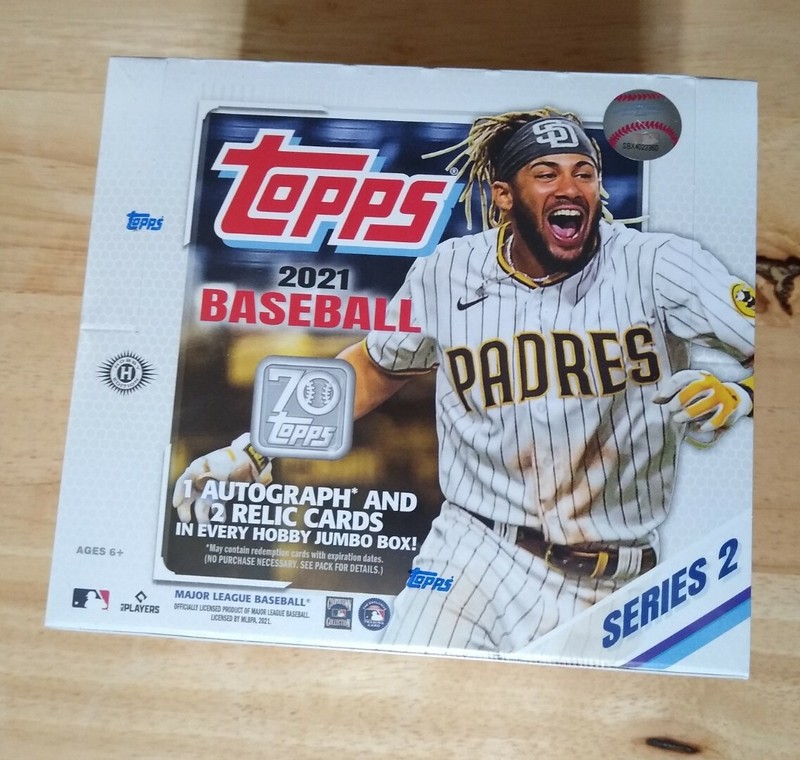 TOPPS®
2021
BASEBALL
70
TOPPS
1 AUTOGRAPH* AND
2 RELIC CARDS
IN EVERY HOBBY JUMBO BOX!
*May contain redemption cards with expiration dates.
(NO PURCHASE NECESSARY. SEE PACK FOR DETAILS.)
TOPPS
SD
PADRES
TOPPS
H
AGES 6+
PLAYERS
MAJOR LEAGUE BASEBALL®
OFFICIALLY LICENSED PRODUCT OF MAJOR LEAGUE BASEBALL.
LICENSED BY MLBPA, 2021.
SERIES 2